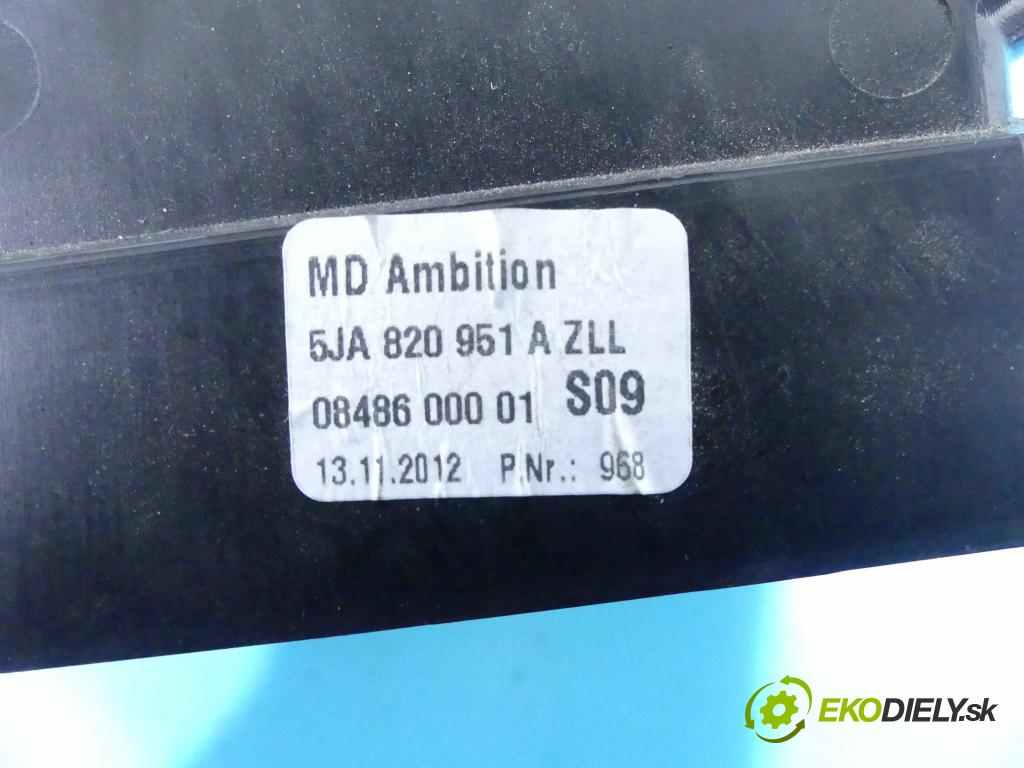 MD Ambition
5JA 820 951 A ZLL
08486 000 01 S09
13.11.2012 P.Nr.: 968
EKODIELY.sk